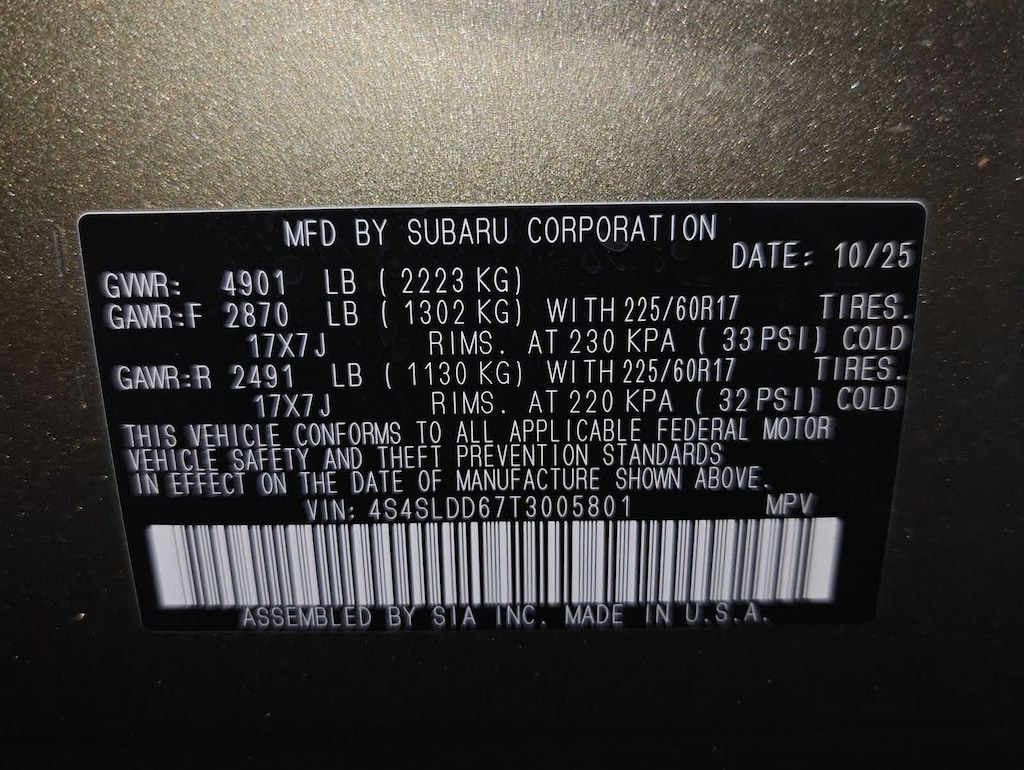 MFD BY SUBARU CORPORATION
DATE: 10/25
GVWR: 4901 LB ( 2223 KG)
GAWR:F 2870 LB ( 1302 KG) WITH 225/60R17 TIRES.
17X7J RIMS. AT 230 KPA ( 33 PSI) COLD
GAWR:R 2491 LB ( 1130 KG) WITH 225/60R17 TIRES.
17X7J RIMS. AT 220 KPA ( 32 PSI) COLD
THIS VEHICLE CONFORMS TO ALL APPLICABLE FEDERAL MOTOR
VEHICLE SAFETY AND THEFT PREVENTION STANDARDS
IN EFFECT ON THE DATE OF MANUFACTURE SHOWN ABOVE.
VIN: 4S4SLDD67T3005801 MPV
ASSEMBLED BY SIA INC. MADE IN U.S.A.